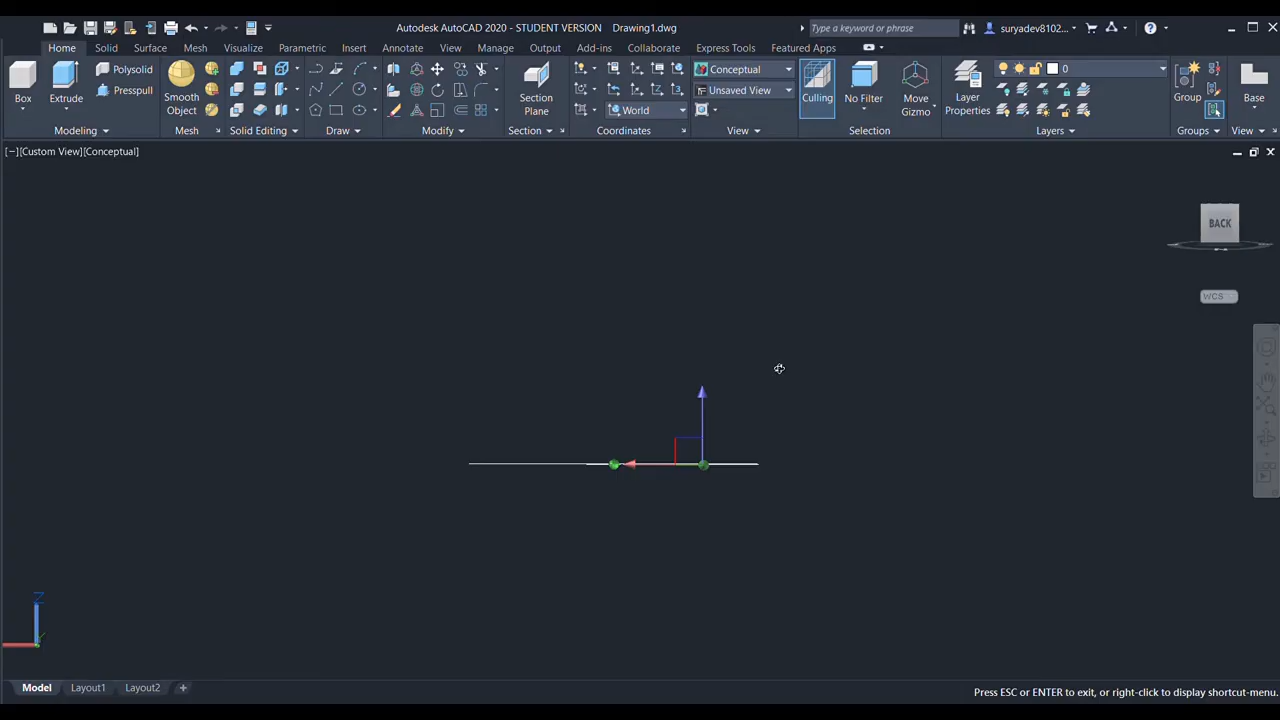 Autodesk AutoCAD 2020 - STUDENT VERSION Drawing1.dwg
Type a keyword or phrase
suryadev8102...
Home Solid Surface Mesh Visualize Parametric Insert Annotate View Manage Output Add-ins Collaborate Express Tools Featured Apps
Box
Extrude
Polysolid
Presspull
Smooth
Object
Section
Plane
World
Conceptual
Unsaved View
Culling
No Filter
Move
Gizmo
Layer
Properties
0
Group
Base
Modeling
Mesh
Solid Editing
Draw
Modify
Section
Coordinates
View
Selection
Layers
Groups
View
[−][Custom View][Conceptual]
BACK
WCS
Z
Y
Model Layout1 Layout2 +
Press ESC or ENTER to exit, or right-click to display shortcut-menu.